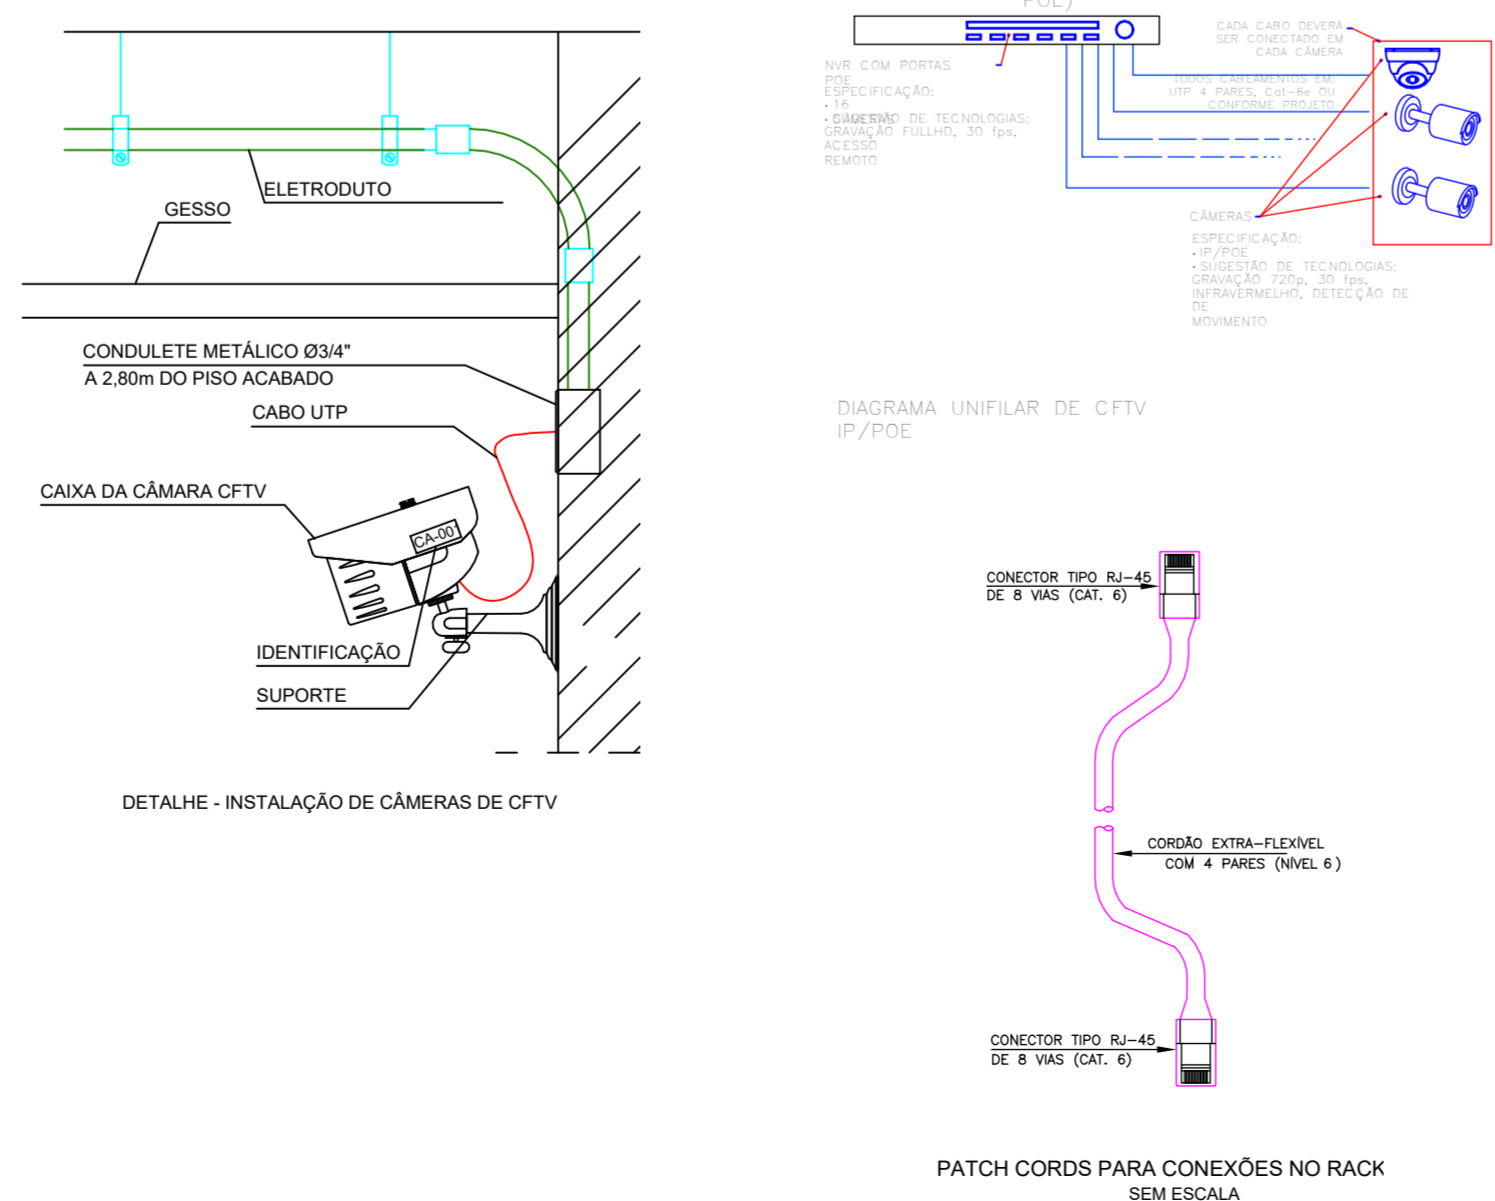 ELETRODUTO
GESSO
CONDULETE METÁLICO Ø3/4"
A 2,80m DO PISO ACABADO
CABO UTP
CAIXA DA CÂMARA CFTV
CA-001
IDENTIFICAÇÃO
SUPORTE
DETALHE - INSTALAÇÃO DE CÂMERAS DE CFTV
POE)
NVR COM PORTAS
POE
ESPECIFICAÇÃO:
• 16
CÂMERAS
• SUGESTÃO DE TECNOLOGIAS:
GRAVAÇÃO FULLHD, 30 fps,
ACESSO
REMOTO
CADA CABO DEVERÁ
SER CONECTADO EM
CADA CÂMERA
TODOS CABEAMENTOS EM:
UTP 4 PARES, Cat-6e OU
CONFORME PROJETO
CÂMERAS
ESPECIFICAÇÃO:
• IP/POE
• SUGESTÃO DE TECNOLOGIAS:
GRAVAÇÃO 720p, 30 fps,
INFRAVERMELHO, DETECÇÃO DE
DE
MOVIMENTO
DIAGRAMA UNIFILAR DE CFTV
IP/POE
CONECTOR TIPO RJ-45
DE 8 VIAS (CAT. 6)
CORDÃO EXTRA-FLEXÍVEL
COM 4 PARES (NÍVEL 6)
CONECTOR TIPO RJ-45
DE 8 VIAS (CAT. 6)
PATCH CORDS PARA CONEXÕES NO RACK
SEM ESCALA